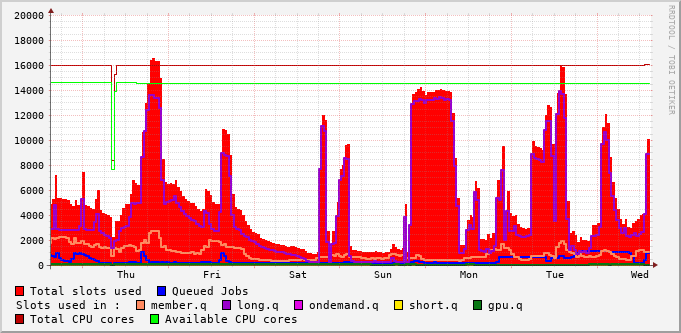 20000
18000
16000
14000
12000
10000
8000
6000
4000
2000
0
Thu Fri Sat Sun Mon Tue Wed
RRDTOOL / TOBI OETIKER
Total slots used Queued Jobs
Slots used in : member.q long.q ondemand.q short.q gpu.q
Total CPU cores Available CPU cores